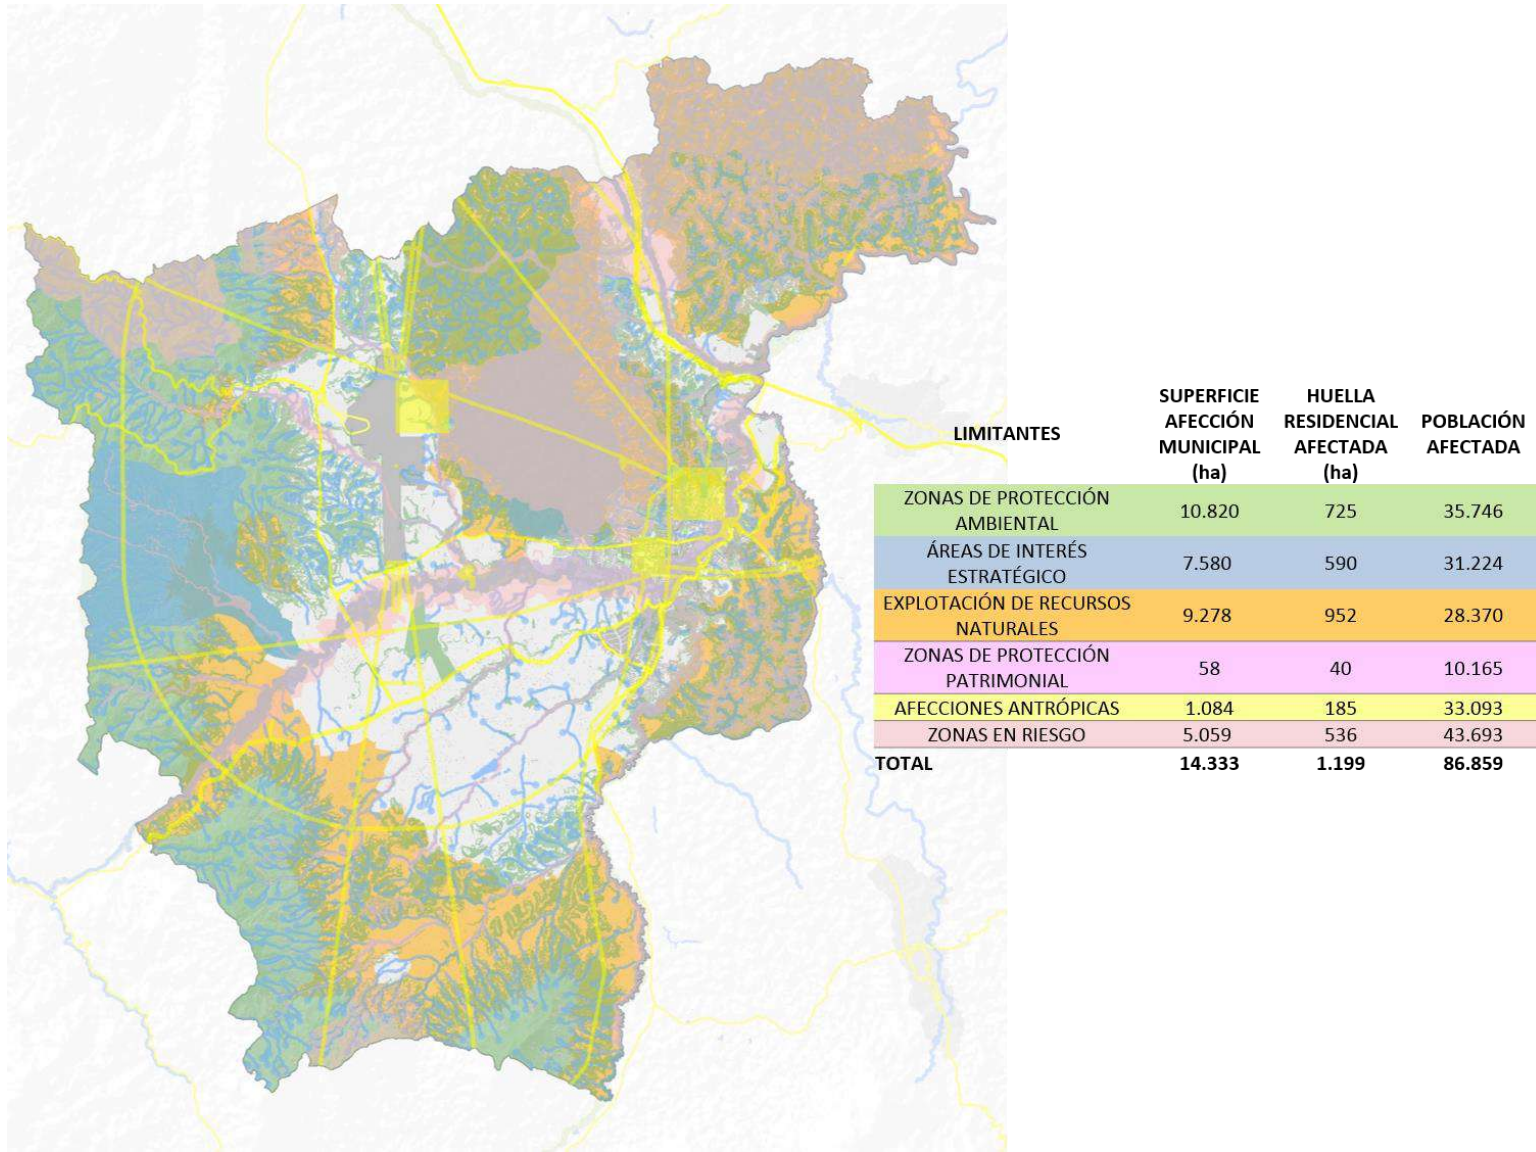 LIMITANTES
SUPERFICIE
AFECCIÓN
MUNICIPAL
(ha)
HUELLA
RESIDENCIAL
AFECTADA
(ha)
POBLACIÓN
AFECTADA
ZONAS DE PROTECCIÓN
AMBIENTAL
10.820
725
35.746
ÁREAS DE INTERÉS
ESTRATÉGICO
7.580
590
31.224
EXPLOTACIÓN DE RECURSOS
NATURALES
9.278
952
28.370
ZONAS DE PROTECCIÓN
PATRIMONIAL
58
40
10.165
AFECCIONES ANTRÓPICAS
1.084
185
33.093
ZONAS EN RIESGO
5.059
536
43.693
TOTAL
14.333
1.199
86.859